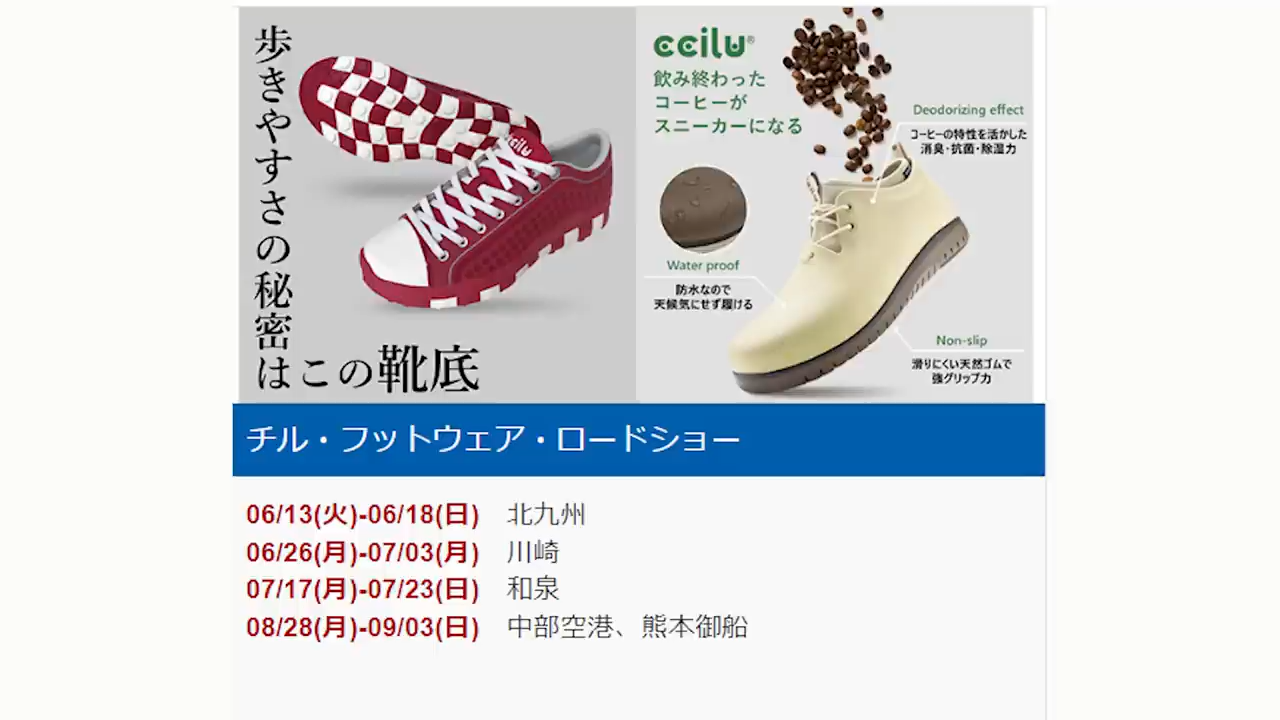 歩きやすさの秘密は
この靴底
ccilu
ccilu®
飲み終わった
コーヒーが
スニーカーになる
Deodorizing effect
コーヒーの特性を活かした
消臭・抗菌・除湿力
Water proof
防水なので
天候気にせず履ける
Non-slip
滑りにくい天然ゴムで
強グリップ力
チル・フットウェア・ロードショー
06/13(火)-06/18(日) 北九州
06/26(月)-07/03(月) 川崎
07/17(月)-07/23(日) 和泉
08/28(月)-09/03(日) 中部空港、熊本御船